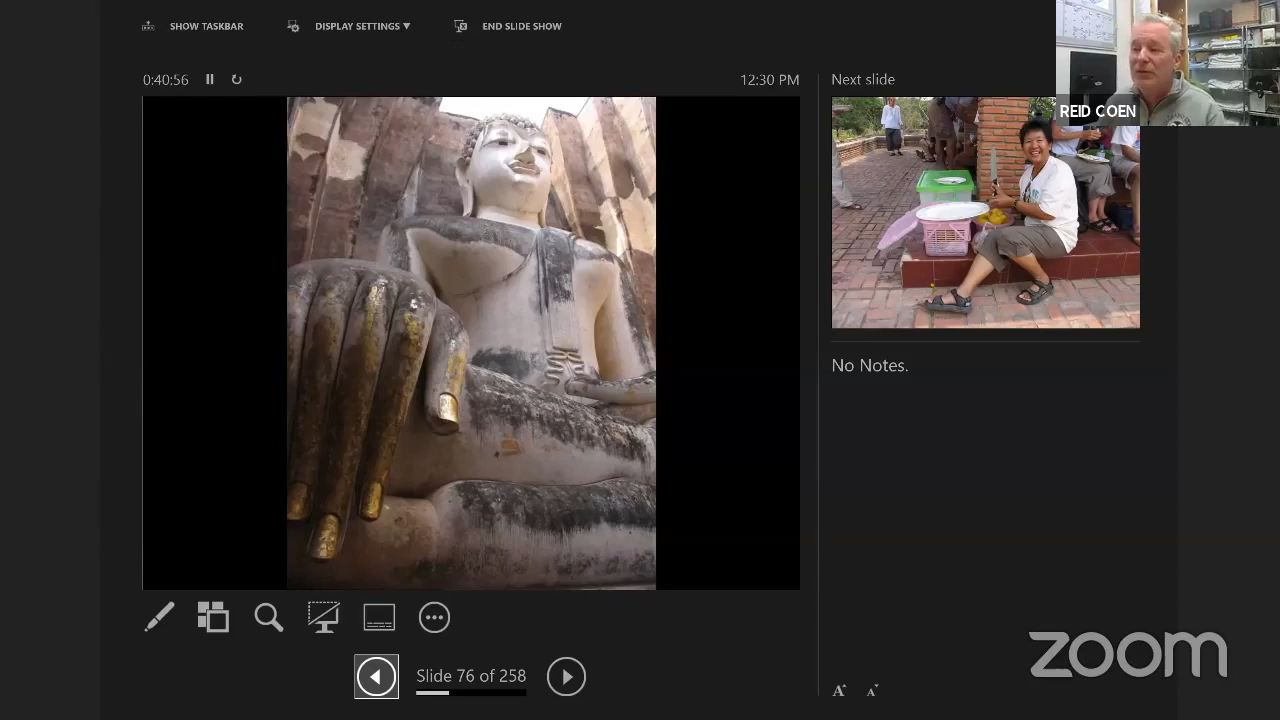 SHOW TASKBAR
DISPLAY SETTINGS ▼
END SLIDE SHOW
0:40:56
12:30 PM
Next slide
REID COEN
No Notes.
Slide 76 of 258
zoom
A A